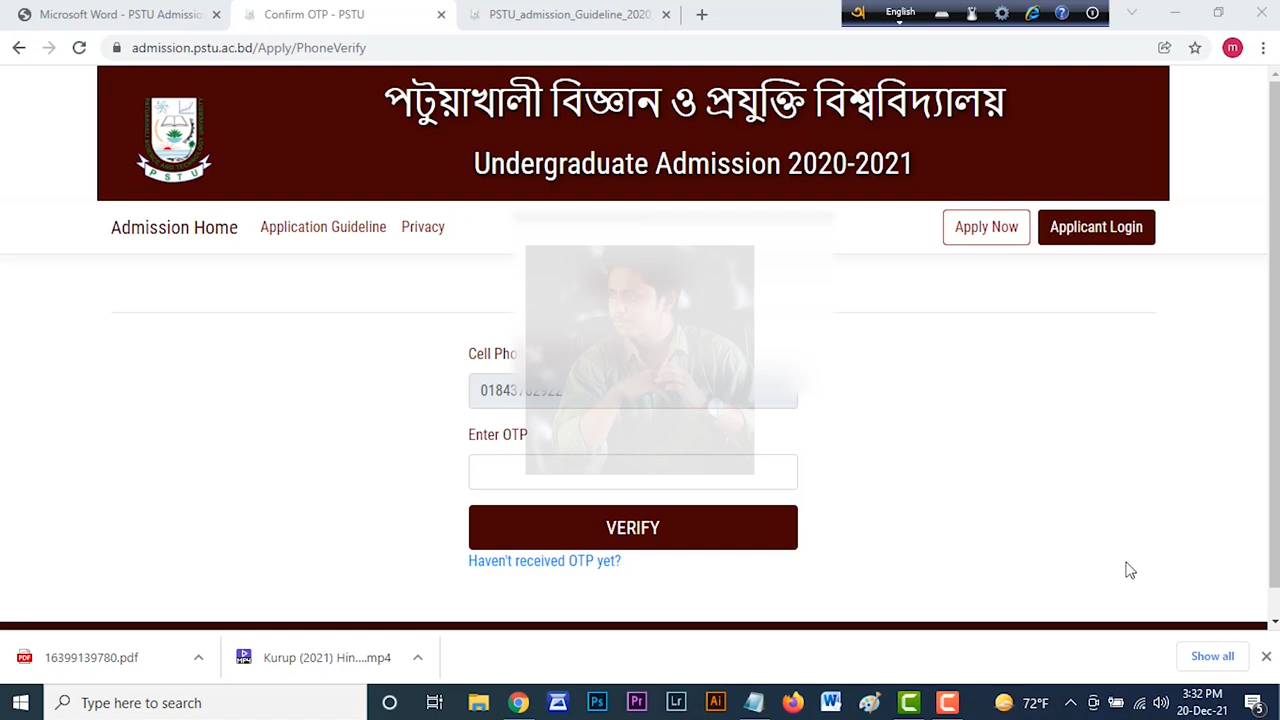 Microsoft Word - PSTU Admissio
Confirm OTP - PSTU
PSTU_admission_Guideline_2020
English
admission.pstu.ac.bd/Apply/PhoneVerify
m
পটুয়াখালী বিজ্ঞান ও প্রযুক্তি বিশ্ববিদ্যালয়
Undergraduate Admission 2020-2021
P S T U
Admission Home Application Guideline Privacy Apply Now Applicant Login
Cell Pho
Enter OTP
VERIFY
Haven't received OTP yet?
16399139780.pdf
Kurup (2021) Hin....mp4
Show all
Type here to search
72°F
3:32 PM
20-Dec-21
5